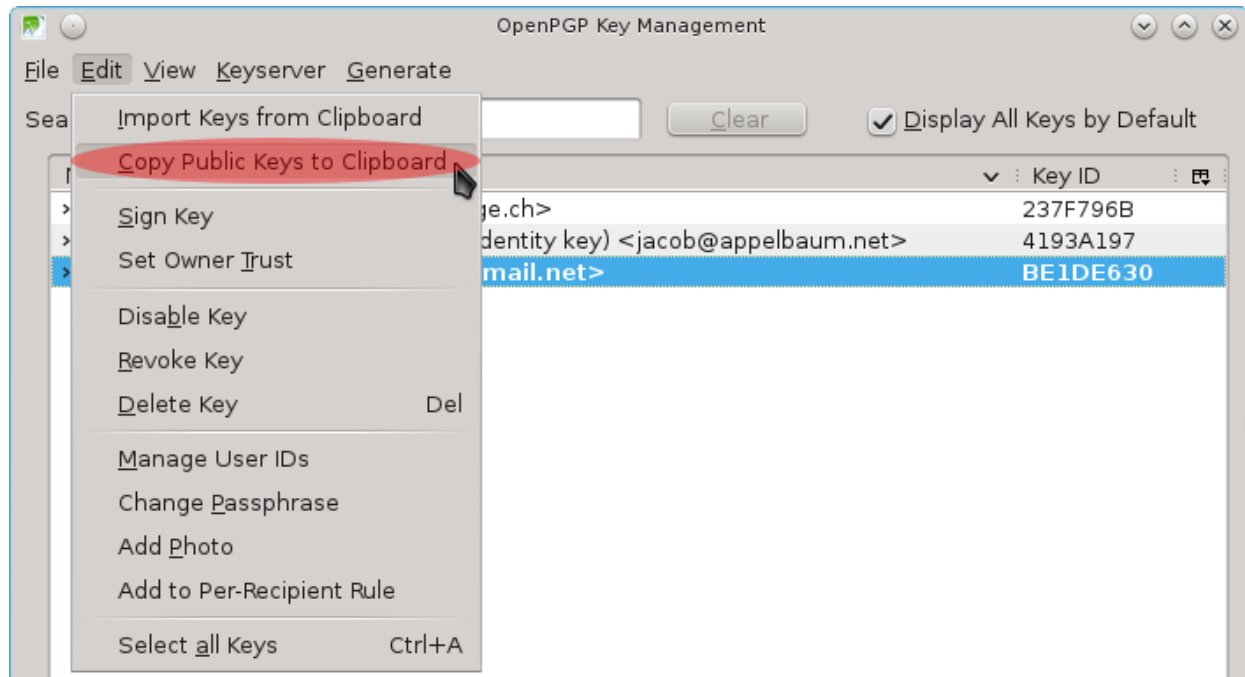 OpenPGP Key Management
File Edit View Keyserver Generate
Sea Clear Display All Keys by Default
Import Keys from Clipboard
Copy Public Keys to Clipboard
Key ID
ge.ch> 237F796B
dentity key) <jacob@appelbaum.net> 4193A197
mail.net> BE1DE630
Sign Key
Set Owner Trust
Disable Key
Revoke Key
Delete Key Del
Manage User IDs
Change Passphrase
Add Photo
Add to Per-Recipient Rule
Select all Keys Ctrl+A